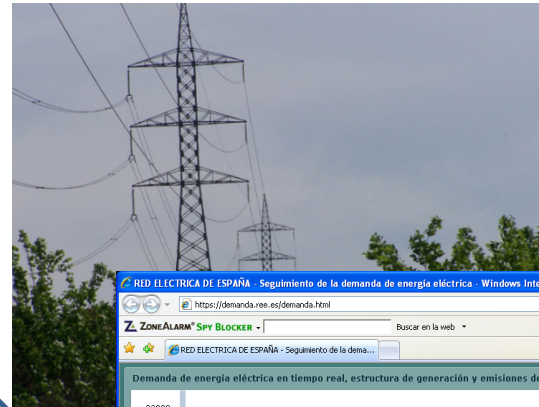 RED ELECTRICA DE ESPAÑA - Seguimiento de la demanda de energía eléctrica - Windows Inte
https://demanda.ree.es/demanda.html
ZONEALARM® SPY BLOCKER
Buscar en la web
RED ELECTRICA DE ESPAÑA - Seguimiento de la dema...
Demanda de energía eléctrica en tiempo real, estructura de generación y emisiones de